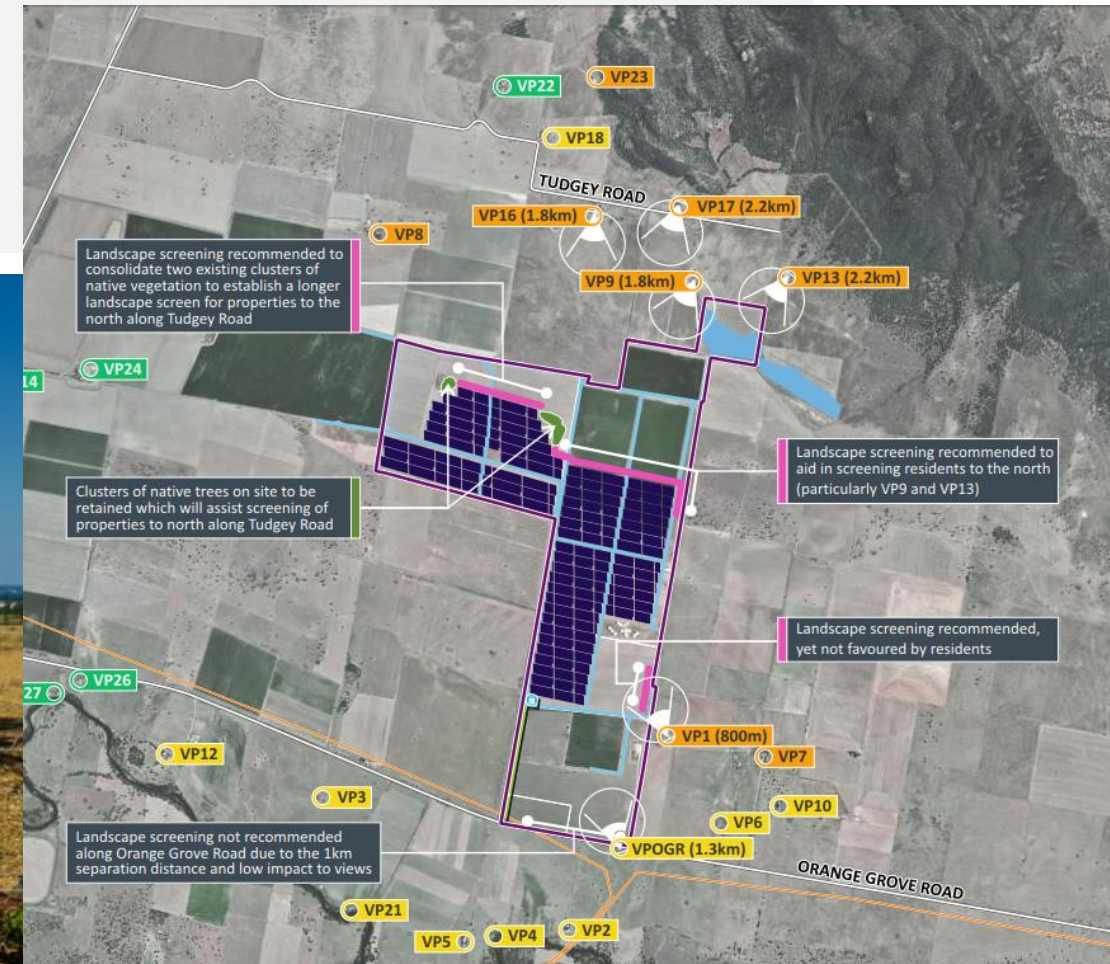 VP22
VP23
VP18
TUDGEY ROAD
VP16 (1.8km)
VP17 (2.2km)
VP8
VP9 (1.8km)
VP13 (2.2km)
Landscape screening recommended to
consolidate two existing clusters of
native vegetation to establish a longer
landscape screen for properties to the
north along Tudgey Road
VP24
14
Landscape screening recommended to
aid in screening residents to the north
(particularly VP9 and VP13)
Clusters of native trees on site to be
retained which will assist screening of
properties to north along Tudgey Road
Landscape screening recommended,
yet not favoured by residents
VP26
27
VP1 (800m)
VP12
VP7
VP3
VP10
VP6
Landscape screening not recommended
along Orange Grove Road due to the 1km
separation distance and low impact to views
VPOGR (1.3km)
ORANGE GROVE ROAD
VP21
VP5
VP4
VP2